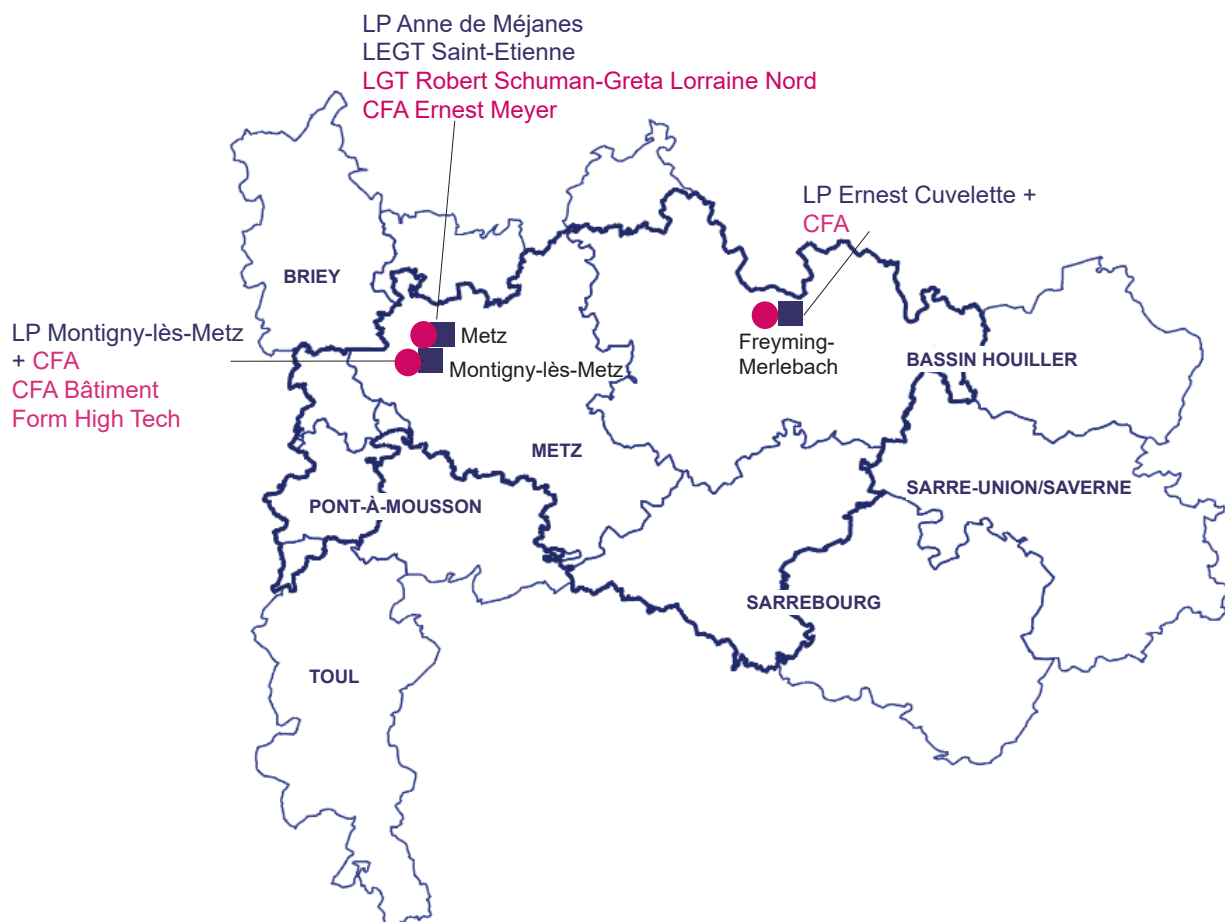 LP Anne de Méjanes
LEGT Saint-Etienne
LGT Robert Schuman-Greta Lorraine Nord
CFA Ernest Meyer
LP Ernest Cuvelette +
CFA
BRIEY
LP Montigny-lès-Metz
+ CFA
CFA Bâtiment
Form High Tech
Metz
Montigny-lès-Metz
Freyming-
Merlebach
BASSIN HOUILLER
METZ
PONT-À-MOUSSON
SARRE-UNION/SAVERNE
SARREBOURG
TOUL